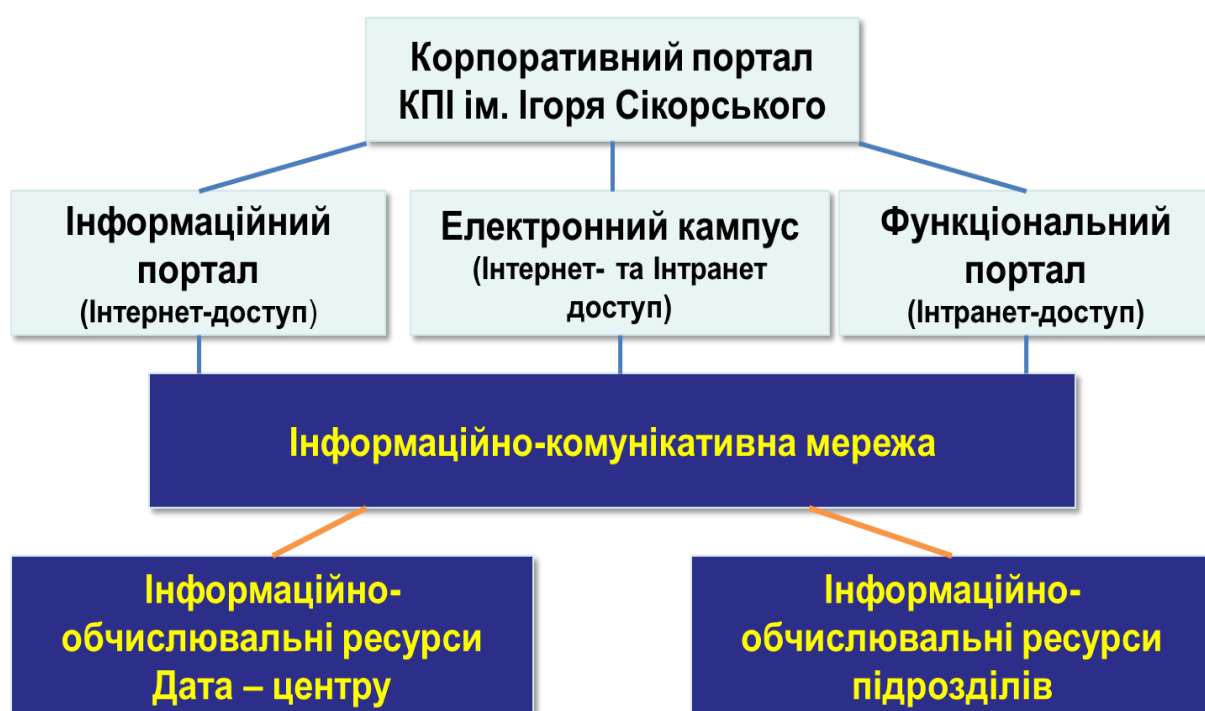 Корпоративний портал
КПІ ім. Ігоря Сікорського
Інформаційний
портал
(Інтернет-доступ)
Електронний кампус
(Інтернет- та Інтранет
доступ)
Функціональний
портал
(Інтранет-доступ)
Інформаційно-комунікативна мережа
Інформаційно-
обчислювальні ресурси
Дата – центру
Інформаційно-
обчислювальні ресурси
підрозділів